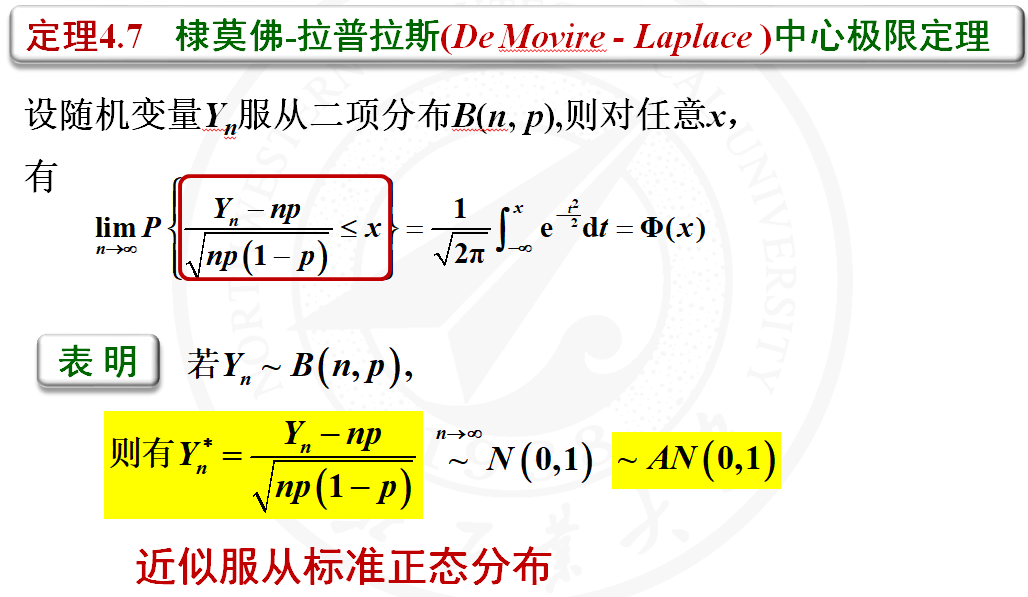 定理4.7 棣莫佛-拉普拉斯(De Movire - Laplace )中心极限定理
设随机变量Yn服从二项分布B(n, p),则对任意x,
有
lim n→∞ P{ (Yn − np) / √(np(1 − p)) ≤ x } = 1/√(2π) ∫_{−∞}^{x} e^{−t²/2} dt = Φ(x)
表 明 若Yn ~ B(n, p),
则有Yn* = (Yn − np) / √(np(1 − p)) n→∞ ~ N(0,1) ~ AN(0,1)
近似服从标准正态分布